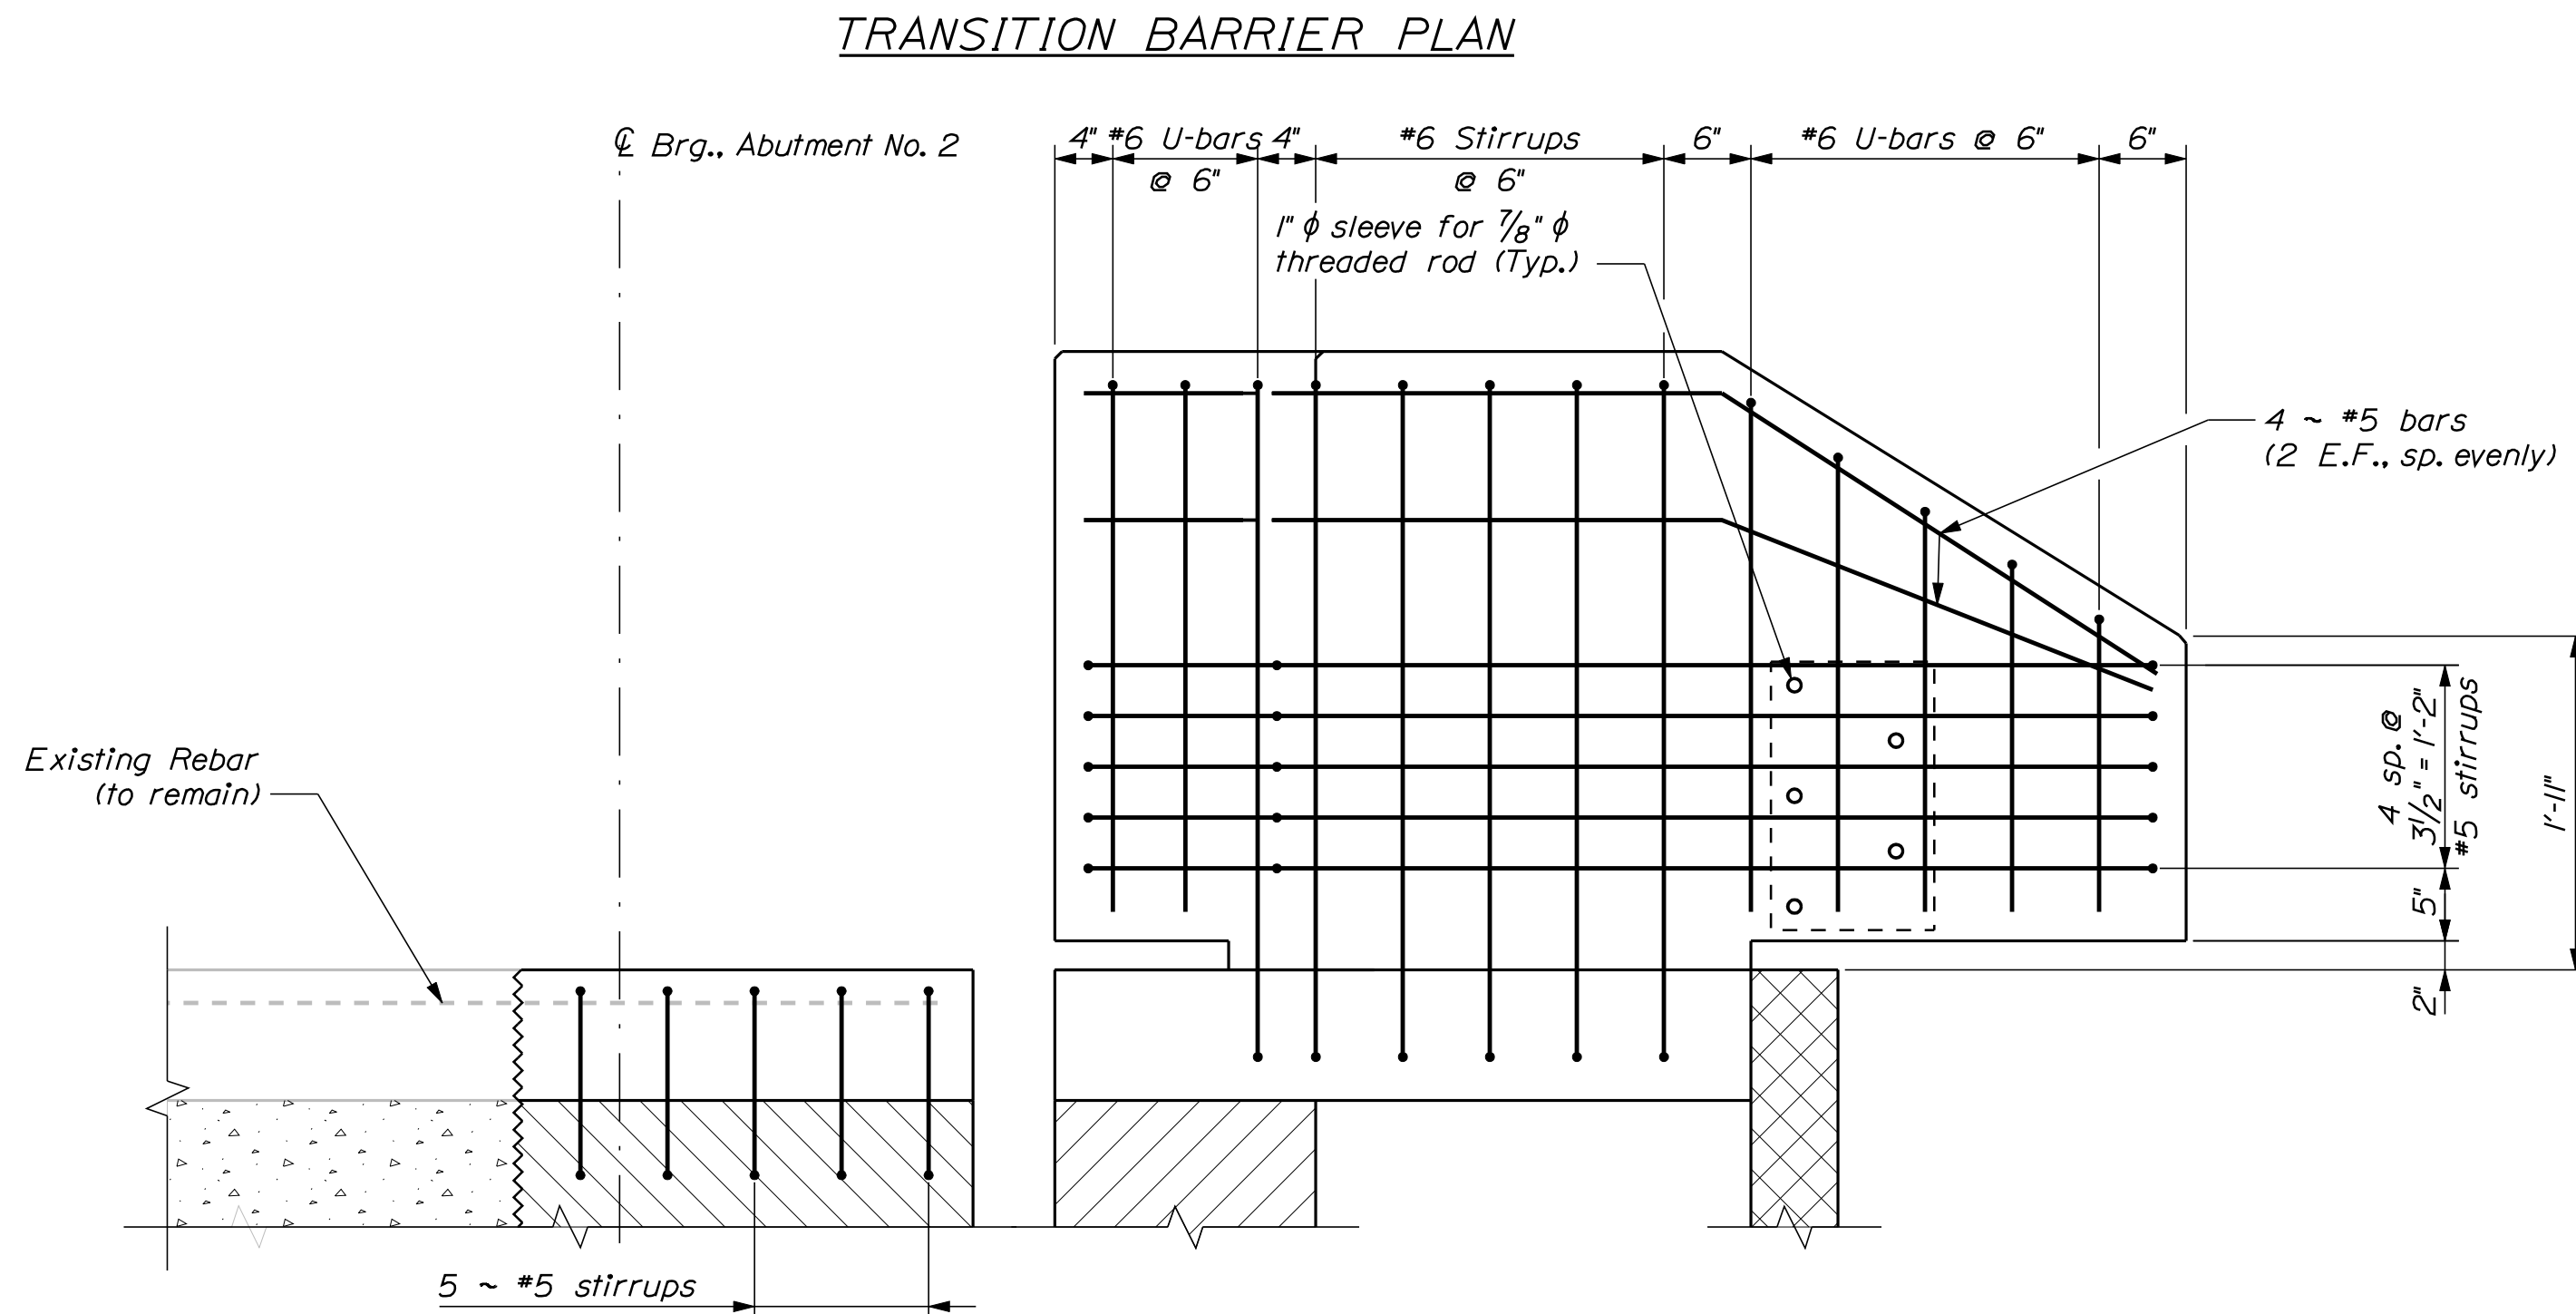 TRANSITION BARRIER PLAN
℄ Brg., Abutment No. 2
4" #6 U-bars 4" #6 Stirrups 6" #6 U-bars @ 6" 6"
@ 6" @ 6"
1" ϕ sleeve for 7/8" ϕ
threaded rod (Typ.)
4 ~ #5 bars
(2 E.F., sp. evenly)
Existing Rebar
(to remain)
4 sp. @
3 1/2" = 1'-2"
#5 stirrups
1'-11"
5"
2"
5 ~ #5 stirrups